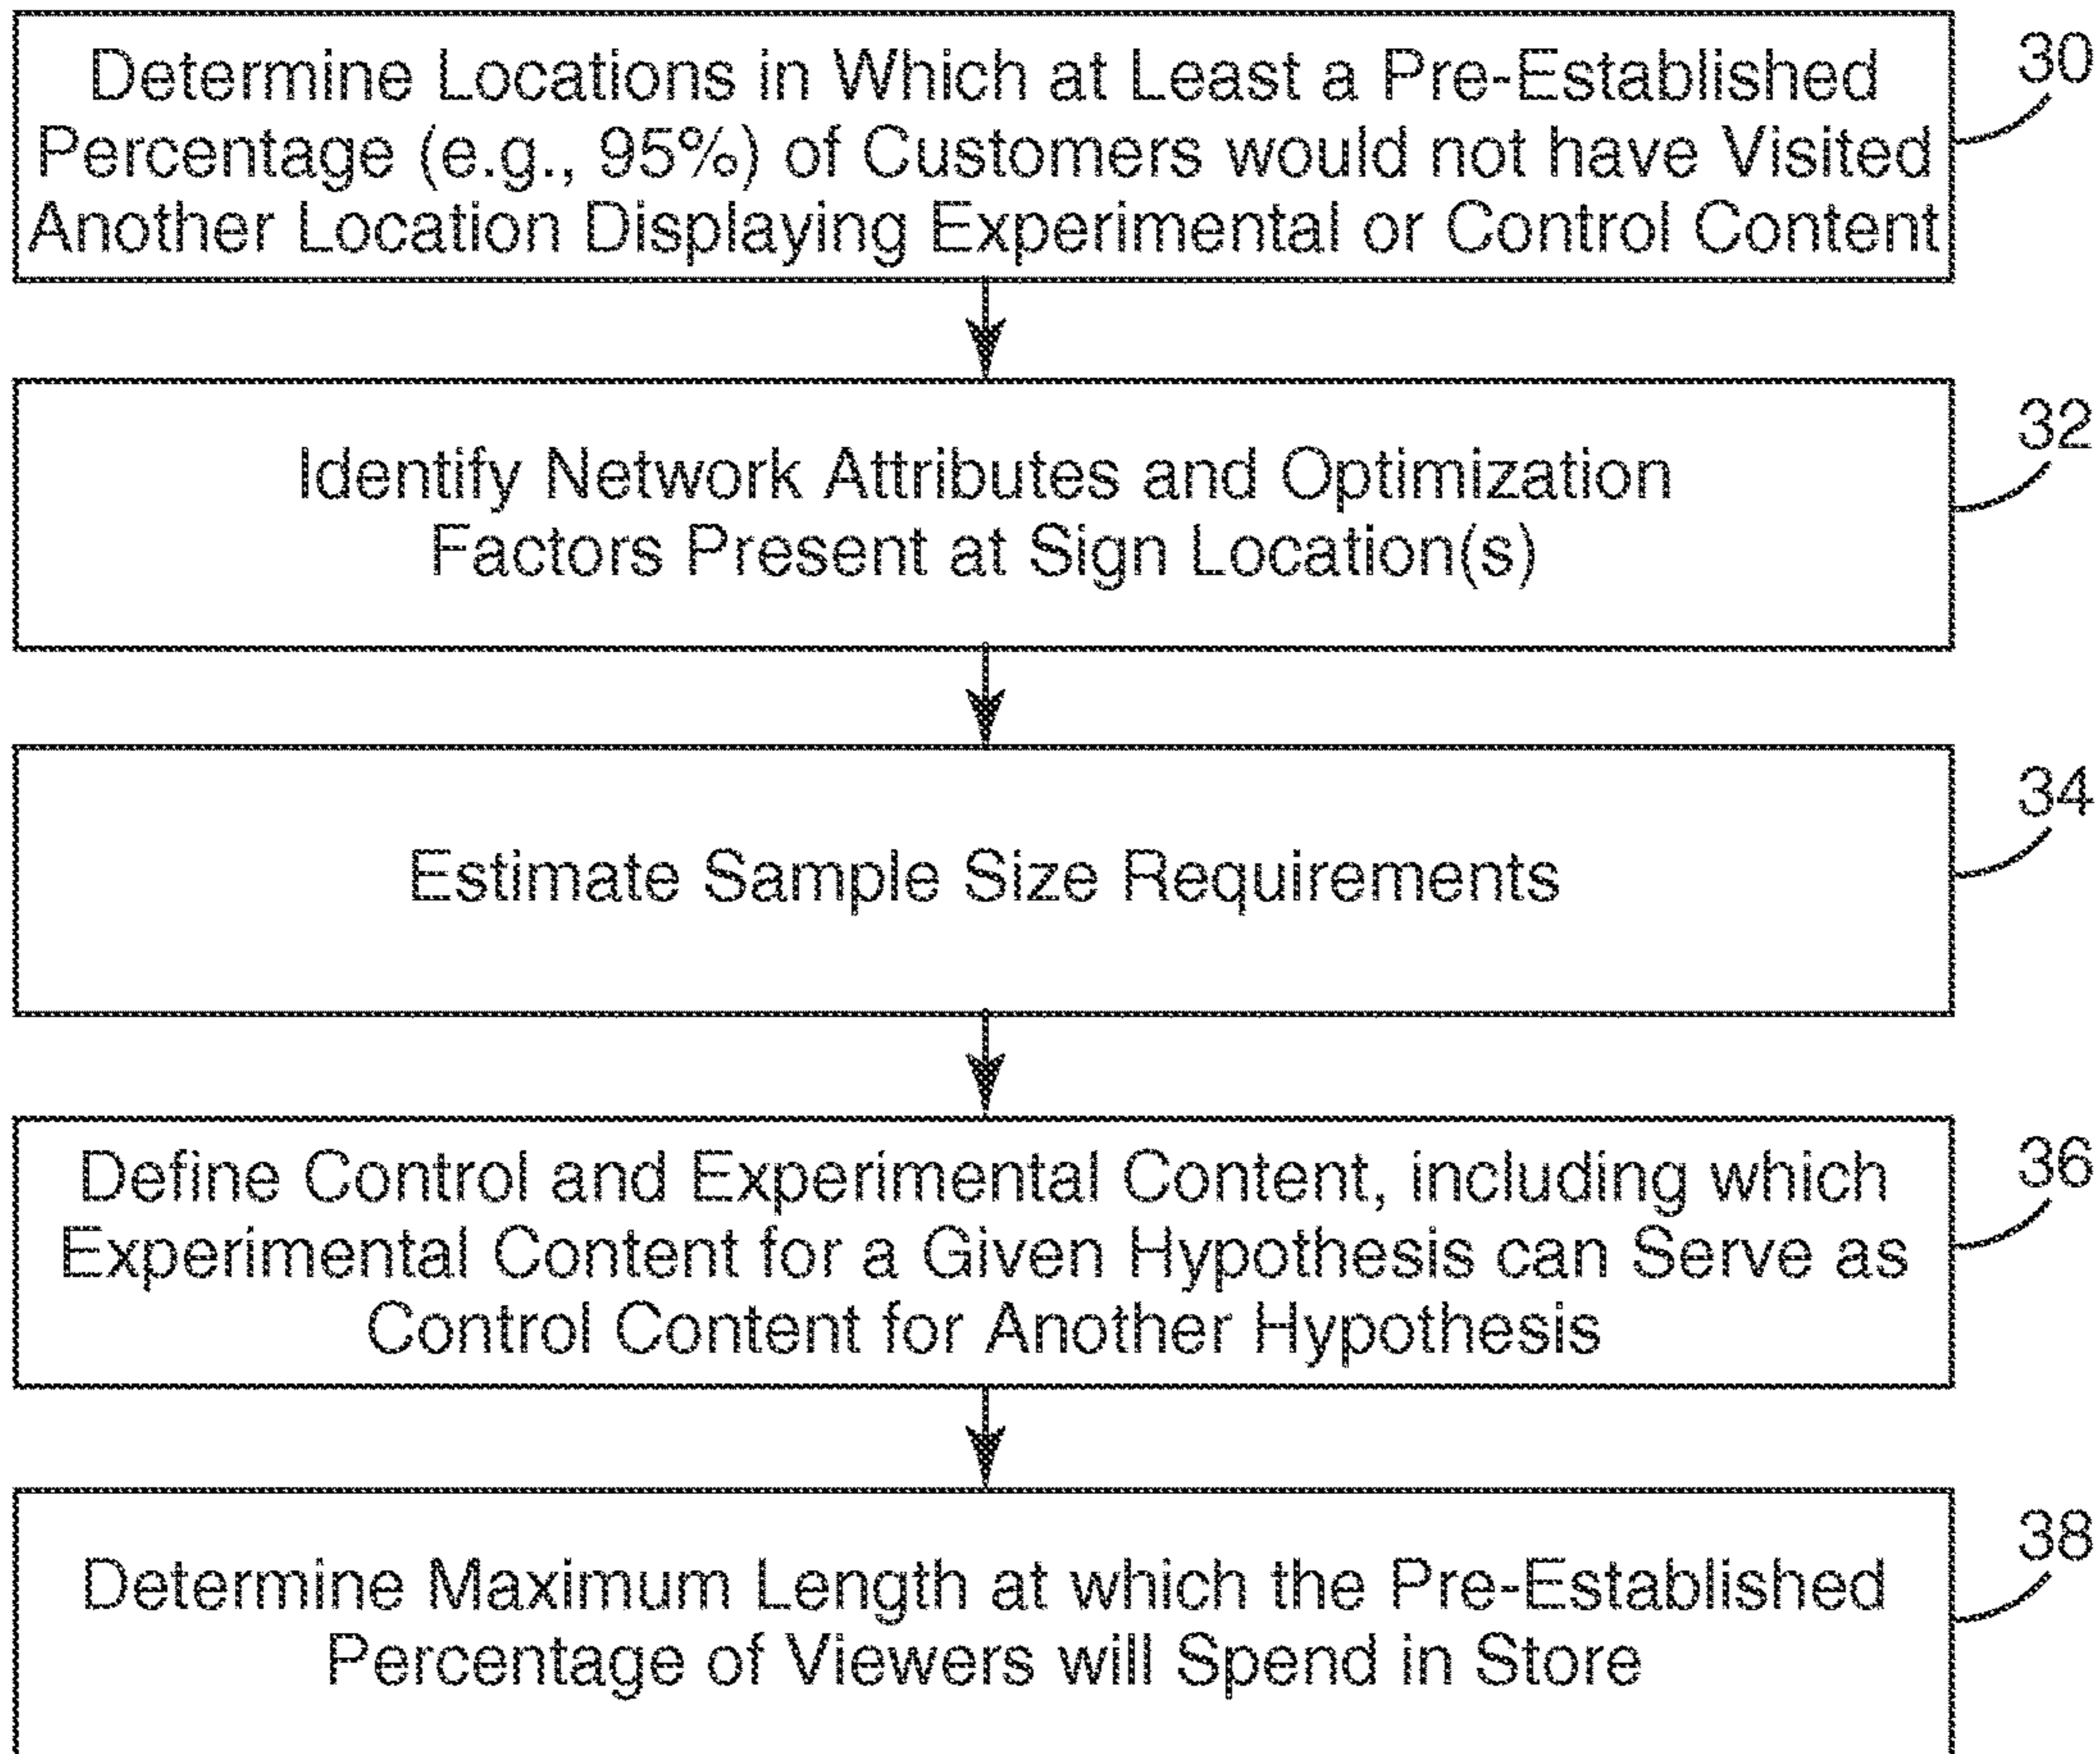 Determine Locations in Which at Least a Pre-Established
Percentage (e.g., 95%) of Customers would not have Visited
Another Location Displaying Experimental or Control Content
30
Identify Network Attributes and Optimization
Factors Present at Sign Location(s)
32
Estimate Sample Size Requirements
34
Define Control and Experimental Content, including which
Experimental Content for a Given Hypothesis can Serve as
Control Content for Another Hypothesis
36
Determine Maximum Length at which the Pre-Established
Percentage of Viewers will Spend in Store
38